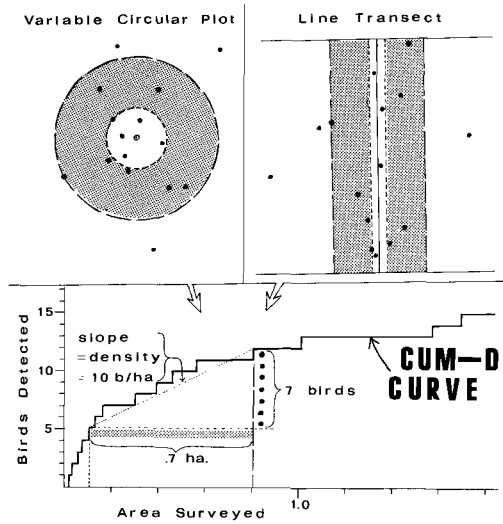 Variable Circular Plot
Line Transect
Birds Detected
15
10
5
slope
=density
= 10 b/ha
7 birds
.7 ha.
CUM—D
CURVE
1.0
Area Surveyed